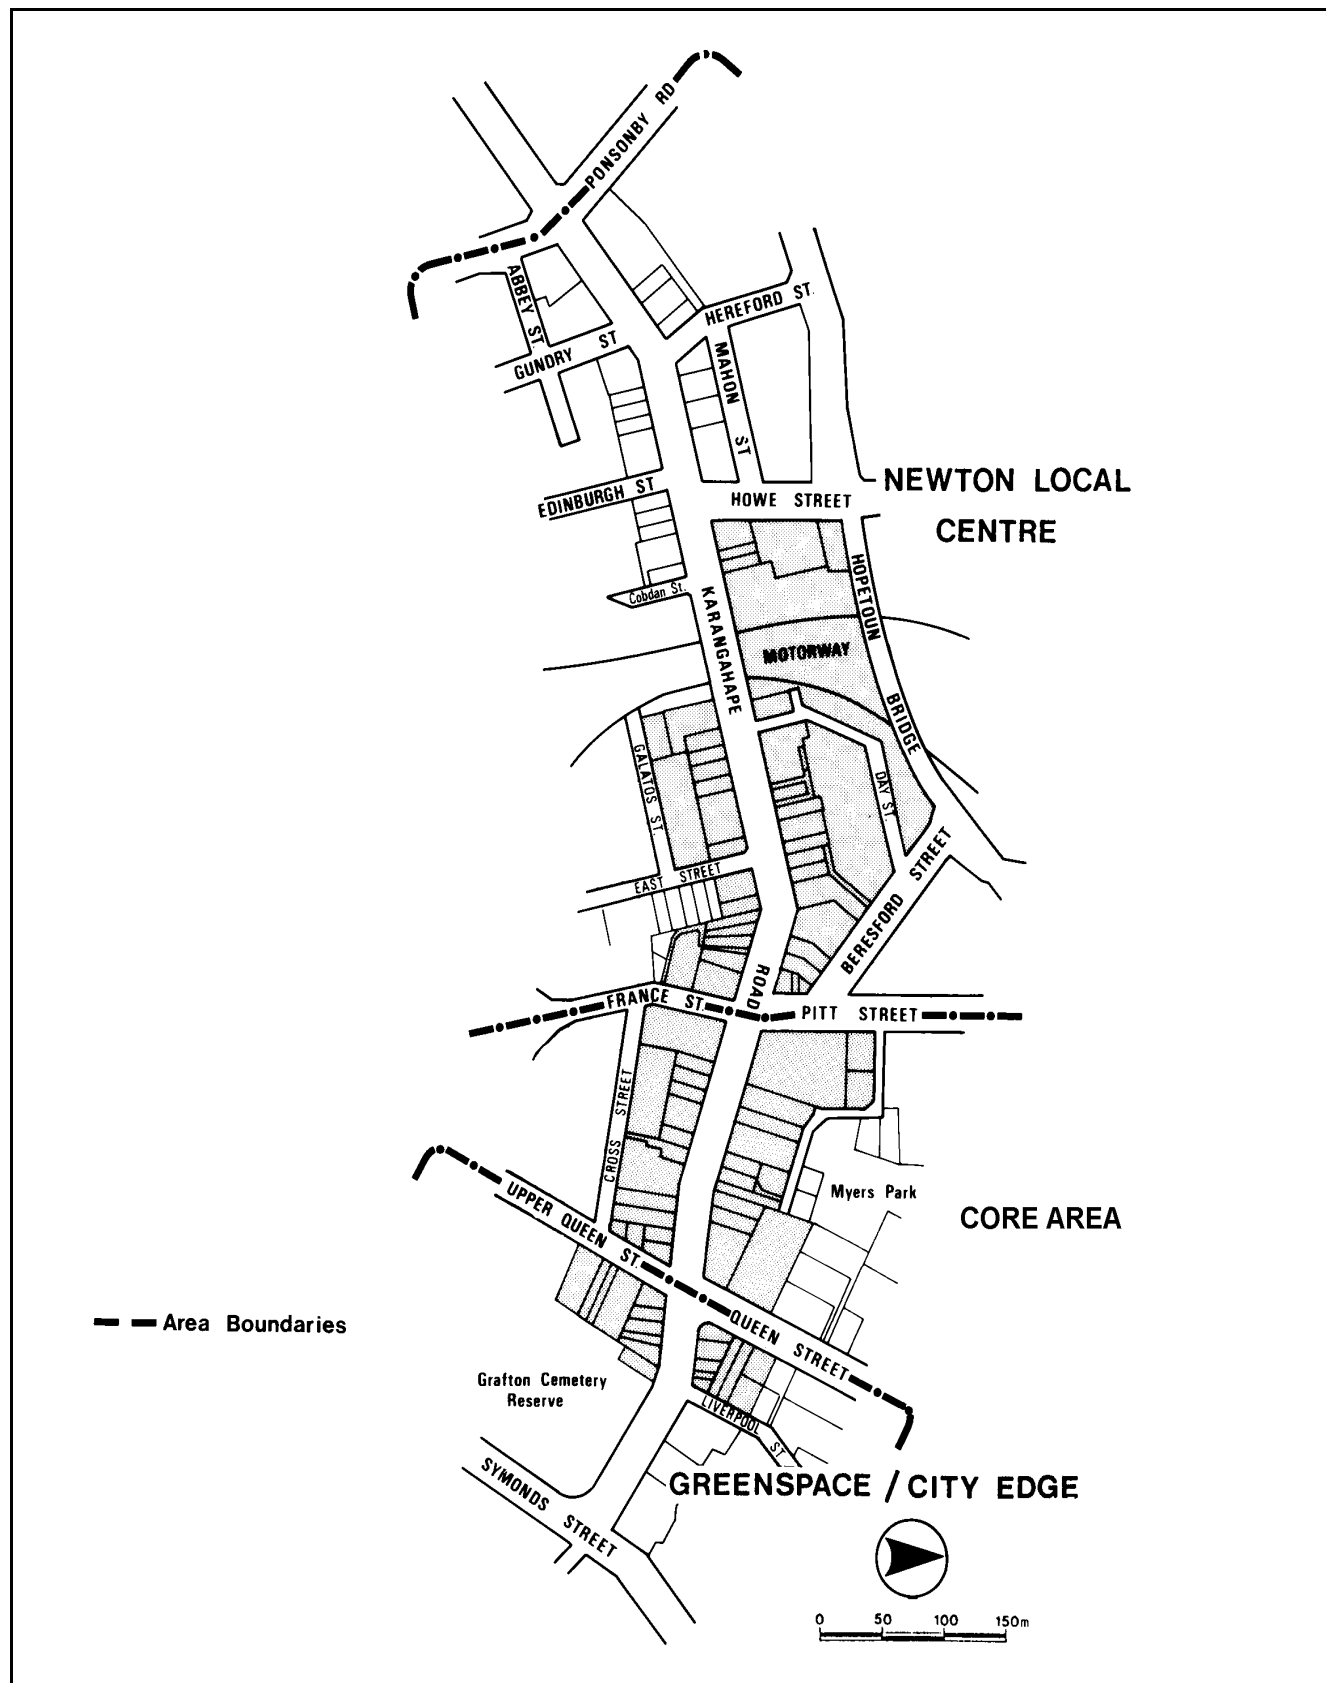 PONSONBY RD
ABBEY ST.
GUNDRY ST
HEREFORD ST.
MAHON ST
EDINBURGH ST
HOWE STREET
NEWTON LOCAL
CENTRE
Cobdan St.
KARANGAHAPE ROAD
HOPETOUN BRIDGE
MOTORWAY
GALATOS ST.
DAY ST.
EAST STREET
BERESFORD STREET
FRANCE ST.
PITT STREET
CROSS STREET
Myers Park
CORE AREA
UPPER QUEEN ST.
QUEEN STREET
Area Boundaries
Grafton Cemetery
Reserve
LIVERPOOL ST
SYMONDS STREET
GREENSPACE / CITY EDGE
0 50 100 150m